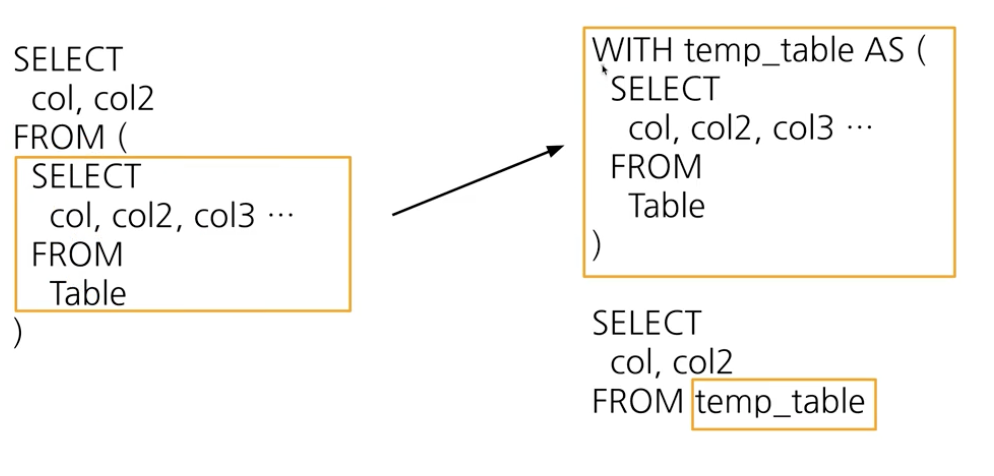 SELECT
col, col2
FROM (
SELECT
col, col2, col3 ⋯
FROM
Table
)
WITH temp_table AS (
SELECT
col, col2, col3 ⋯
FROM
Table
)
SELECT
col, col2
FROM temp_table